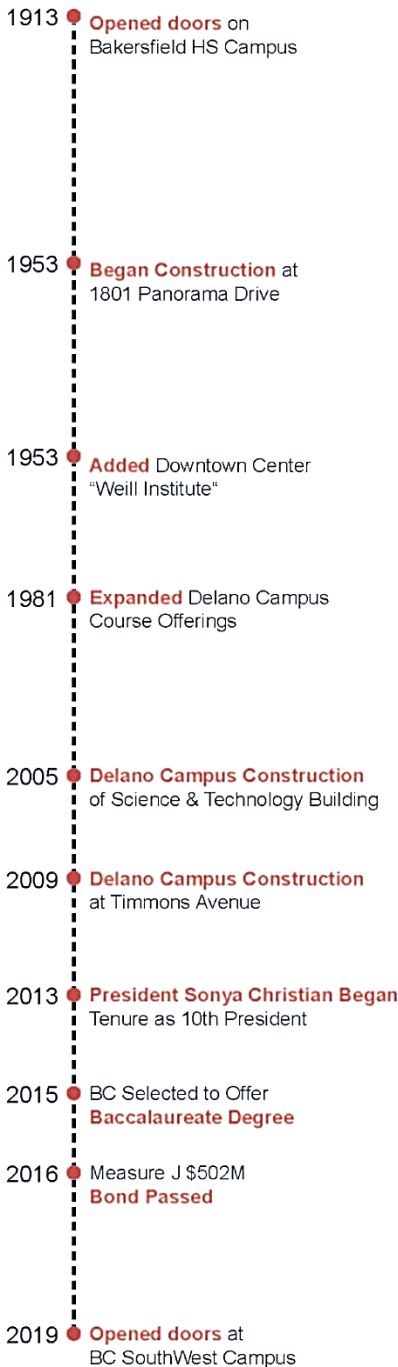 1913
Opened doors on
Bakersfield HS Campus
1953
Began Construction at
1801 Panorama Drive
1953
Added Downtown Center
“Weill Institute“
1981
Expanded Delano Campus
Course Offerings
2005
Delano Campus Construction
of Science & Technology Building
2009
Delano Campus Construction
at Timmons Avenue
2013
President Sonya Christian Began
Tenure as 10th President
2015
BC Selected to Offer
Baccalaureate Degree
2016
Measure J $502M
Bond Passed
2019
Opened doors at
BC SouthWest Campus